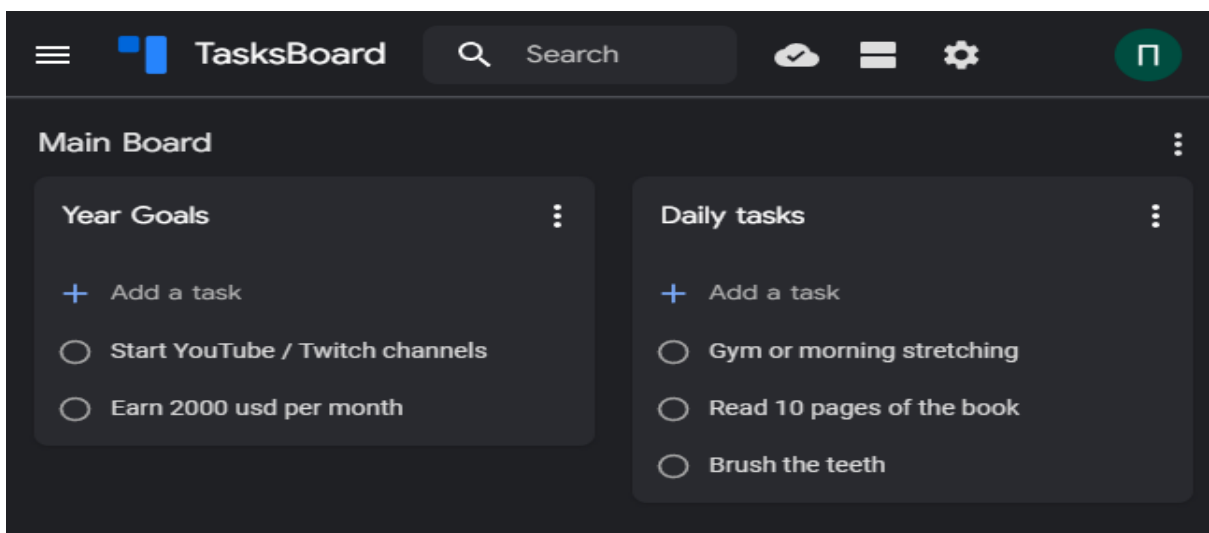 TasksBoard
Search
П
Main Board
Year Goals
Add a task
Start YouTube / Twitch channels
Earn 2000 usd per month
Daily tasks
Add a task
Gym or morning stretching
Read 10 pages of the book
Brush the teeth